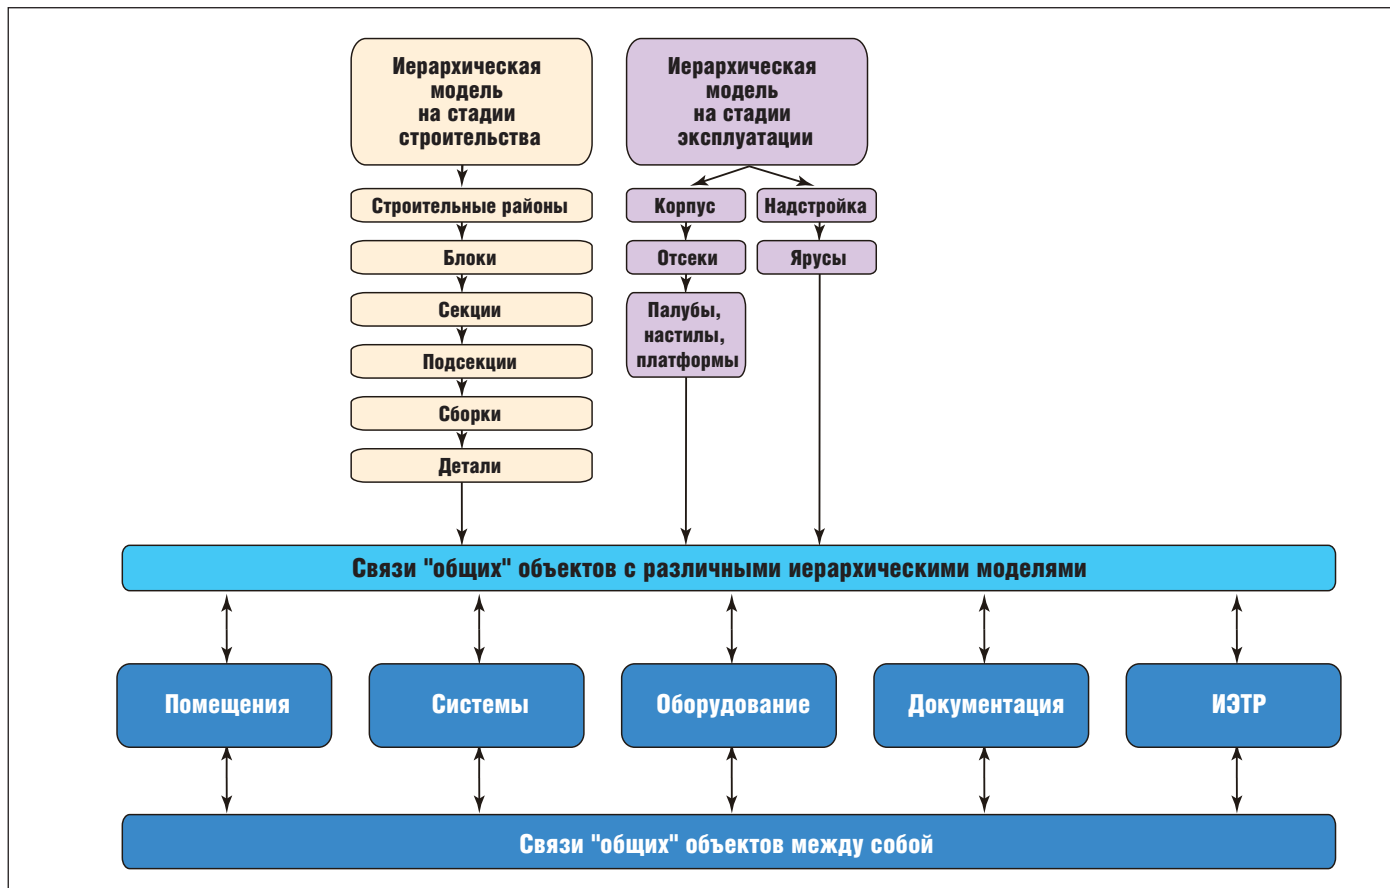 Иерархическая
модель
на стадии
строительства
Строительные районы
Блоки
Секции
Подсекции
Сборки
Детали
Иерархическая
модель
на стадии
эксплуатации
Корпус
Отсеки
Палубы,
настилы,
платформы
Надстройка
Ярусы
Связи "общих" объектов с различными иерархическими моделями
Помещения
Системы
Оборудование
Документация
ИЭТР
Связи "общих" объектов между собой